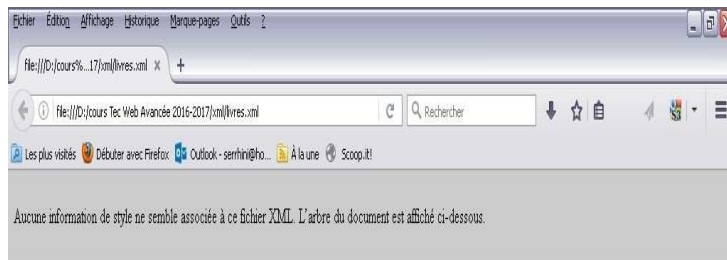 Fichier Édition Affichage Historique Marque-pages Outils ?
file:///D:/cours%...17/xml/livres.xml × +
file:///D:/cours Tec Web Avancée 2016-2017/xml/livres.xml Rechercher
Les plus visités Débuter avec Firefox Outlook - serrhini@ho... À la une Scoop.it!
Aucune information de style ne semble associée à ce fichier XML. L'arbre du document est affiché ci-dessous.